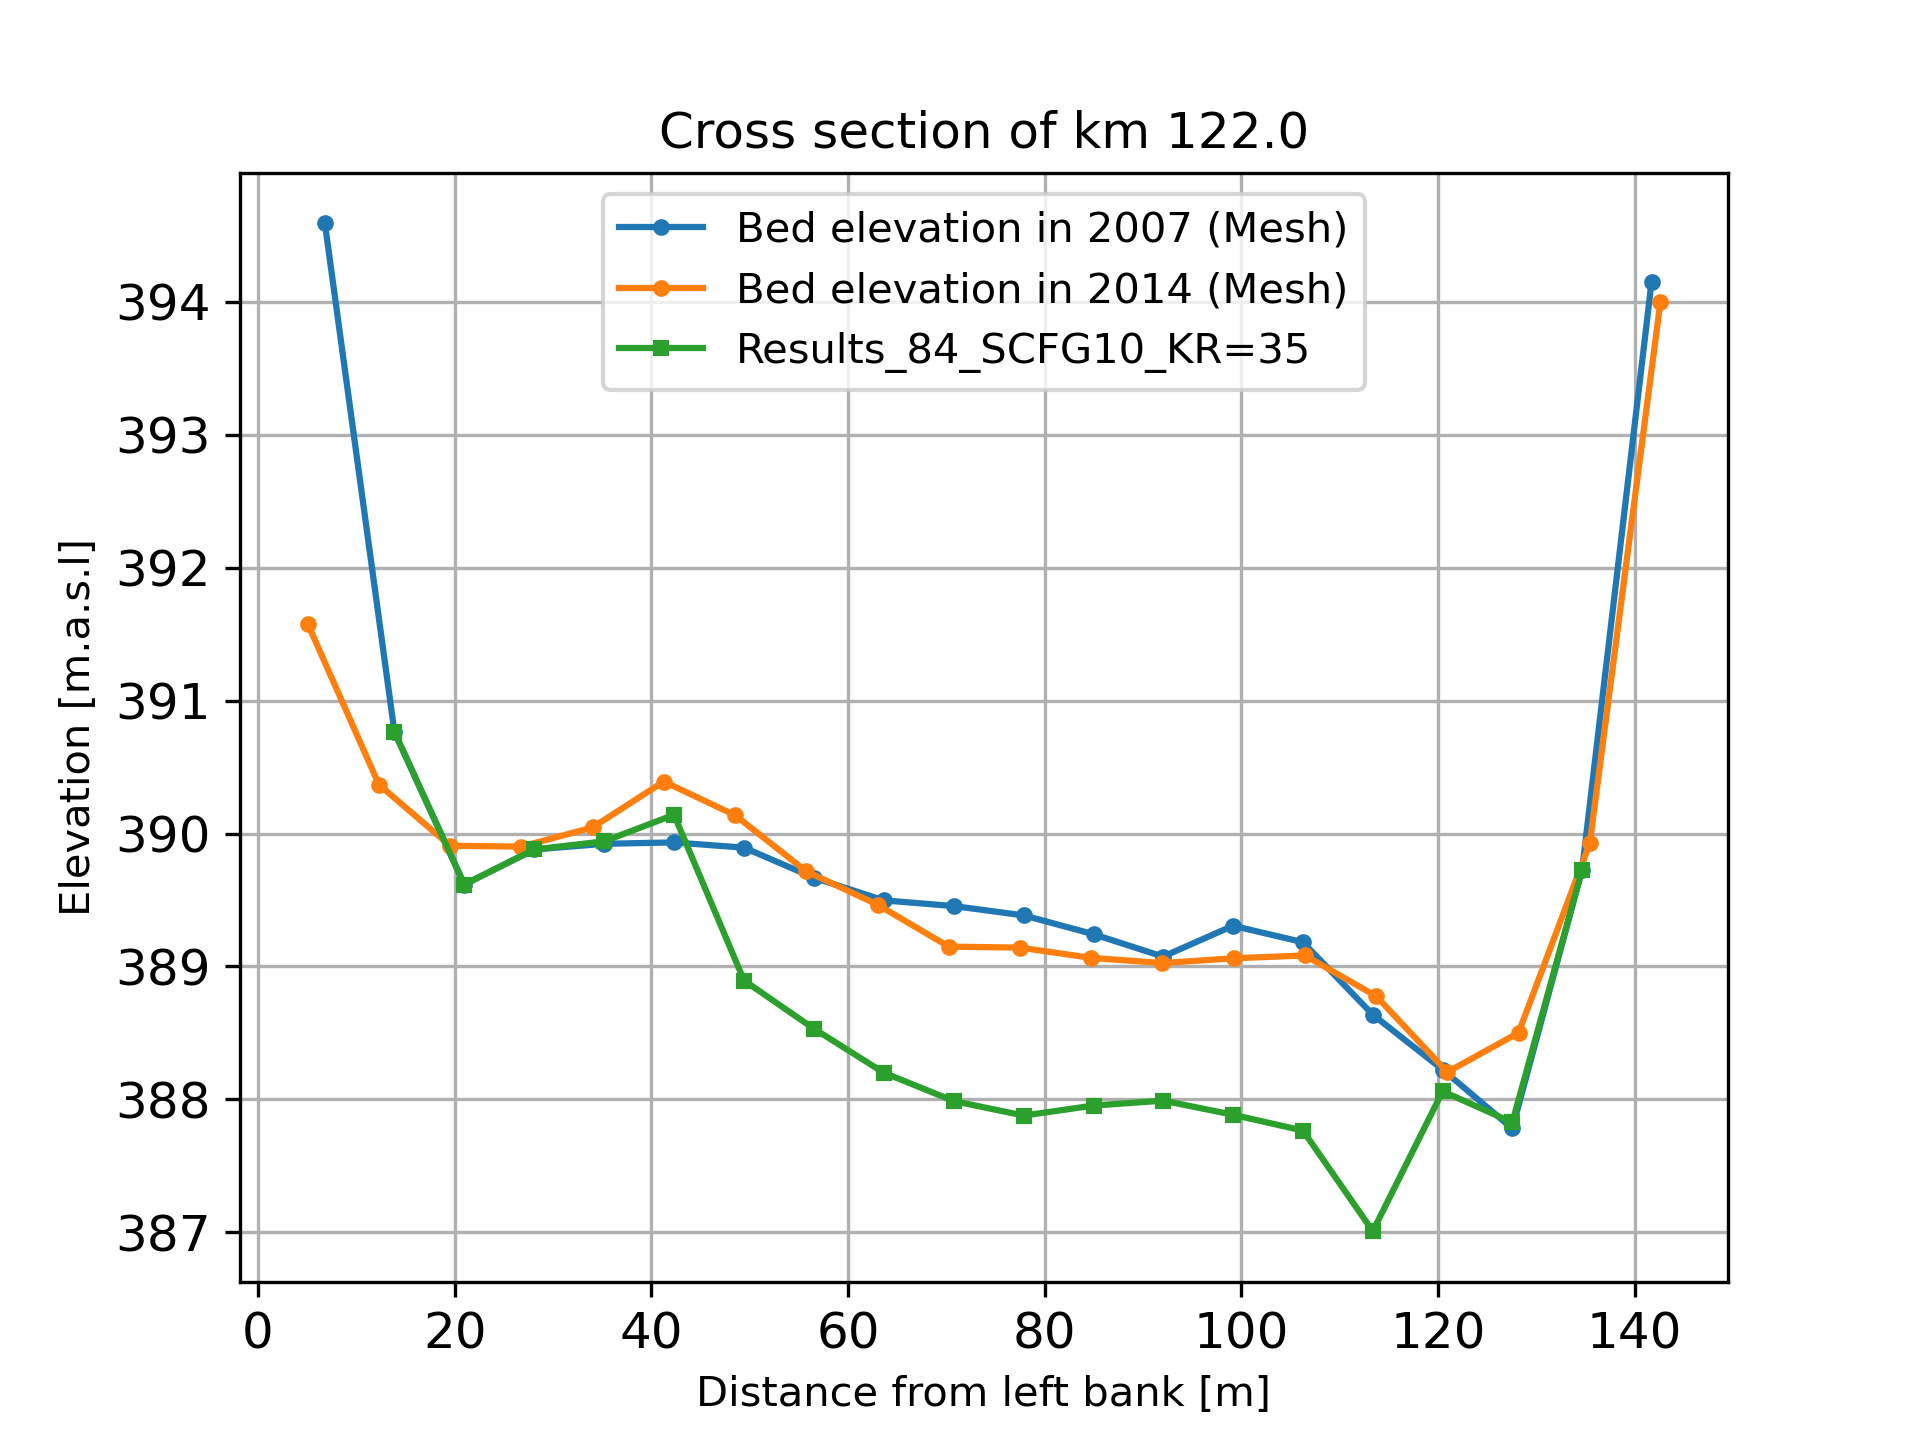 Cross section of km 122.0
Bed elevation in 2007 (Mesh)
Bed elevation in 2014 (Mesh)
Results_84_SCFG10_KR=35
Elevation [m.a.s.l]
394
393
392
391
390
389
388
387
0 20 40 60 80 100 120 140
Distance from left bank [m]